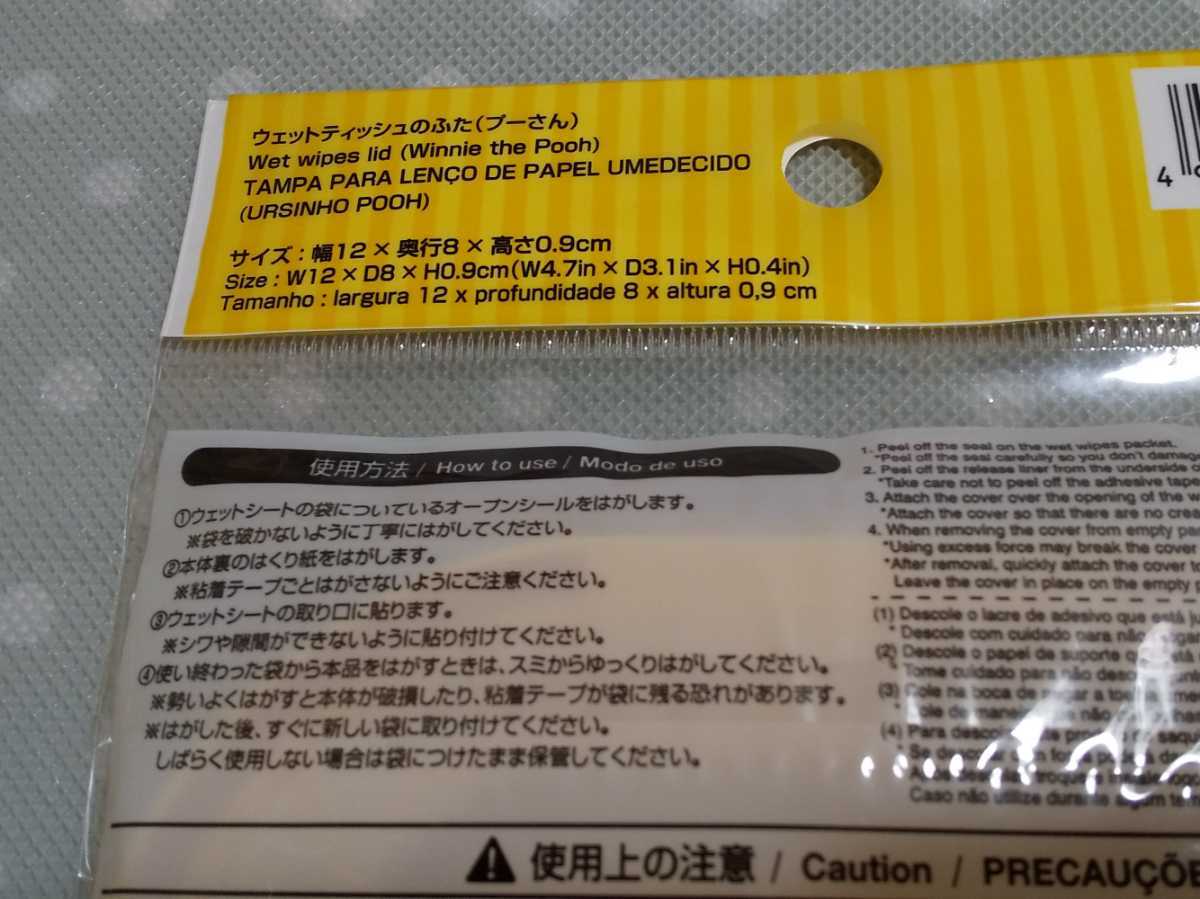 ウェットティッシュのふた(プーさん)
Wet wipes lid (Winnie the Pooh)
TAMPA PARA LENÇO DE PAPEL UMEDECIDO
(URSINHO POOH)
サイズ : 幅12 × 奥行8 × 高さ0.9cm
Size : W12 × D8 × H0.9cm(W4.7in × D3.1in × H0.4in)
Tamanho : largura 12 x profundidade 8 x altura 0,9 cm
4
使用方法 / How to use / Modo de uso
①ウェットシートの袋についているオープンシールをはがします。
※袋を破かないように丁寧にはがしてください。
②本体裏のはくり紙をはがします。
※粘着テープごとはがさないようにご注意ください。
③ウェットシートの取り口に貼ります。
※シワや隙間ができないように貼り付けてください。
④使い終わった袋から本品をはがすときは、スミからゆっくりはがしてください。
※勢いよくはがすと本体が破損したり、粘着テープが袋に残る恐れがあります。
※はがした後、すぐに新しい袋に取り付けてください。
しばらく使用しない場合は袋につけたまま保管してください。
1. Peel off the seal on the wet wipes packet.
*Peel off the seal carefully so you don't damag
2. Peel off the release liner from the underside
*Take care not to peel off the adhesive tape
3. Attach the cover over the opening of the w
*Attach the cover so that there are no crea
4. When removing the cover from empty pa
*Using excess force may break the cover
*After removal, quickly attach the cover to
Leave the cover in place on the empty
(1) Descole o lacre de adesivo que está
* Descole com cuidado para não
(2) Descole o papel de suporte que está
* Tome cuidado para não
(3) Cole na boca de
(4) Para
Caso não utilize durante algum
使用上の注意 / Caution / PRECAUÇÕE